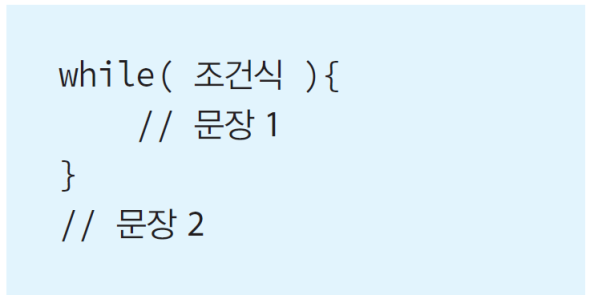 while( 조건식 ){
    // 문장 1
}
// 문장 2